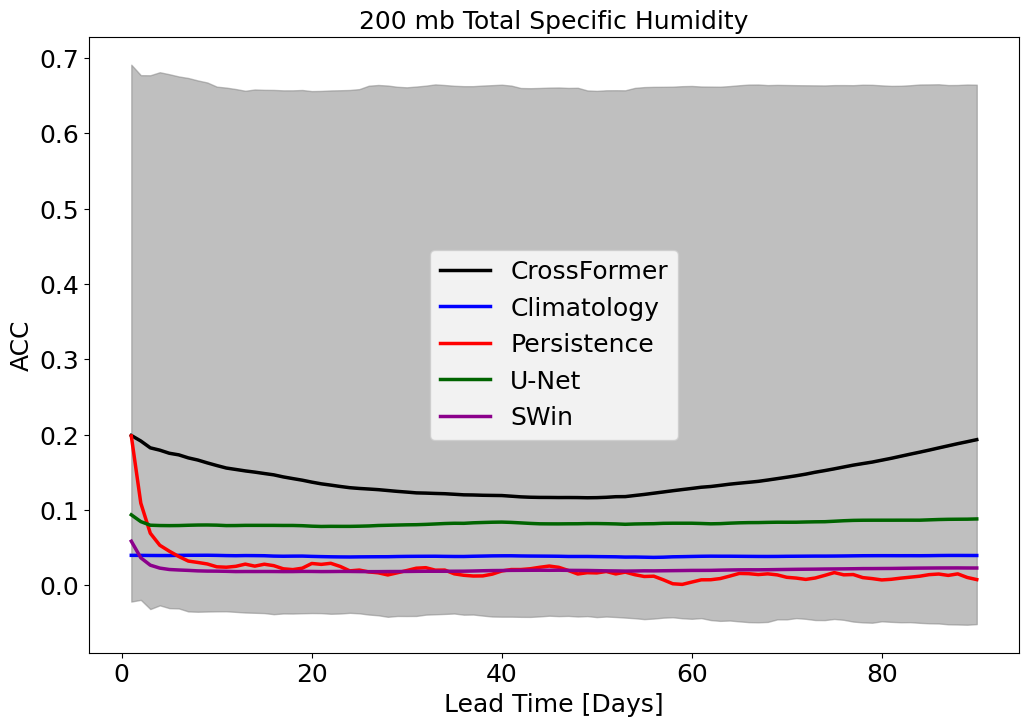 200 mb Total Specific Humidity
0.7
0.6
0.5
0.4
0.3
0.2
0.1
0.0
ACC
CrossFormer
Climatology
Persistence
U-Net
SWin
0 20 40 60 80
Lead Time [Days]